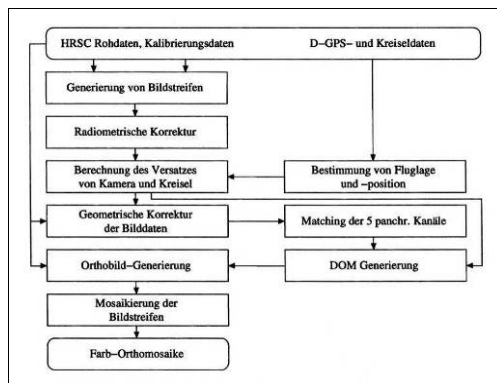 HRSC Rohdaten, Kalibrierungsdaten D–GPS– und Kreiseldaten
Generierung von Bildstreifen
Radiometrische Korrektur
Berechnung des Versatzes
von Kamera und Kreisel
Bestimmung von Fluglage
und –position
Geometrische Korrektur
der Bilddaten
Matching der 5 panchr. Kanäle
Orthobild–Generierung
DOM Generierung
Mosaikierung der
Bildstreifen
Farb–Orthomosaike